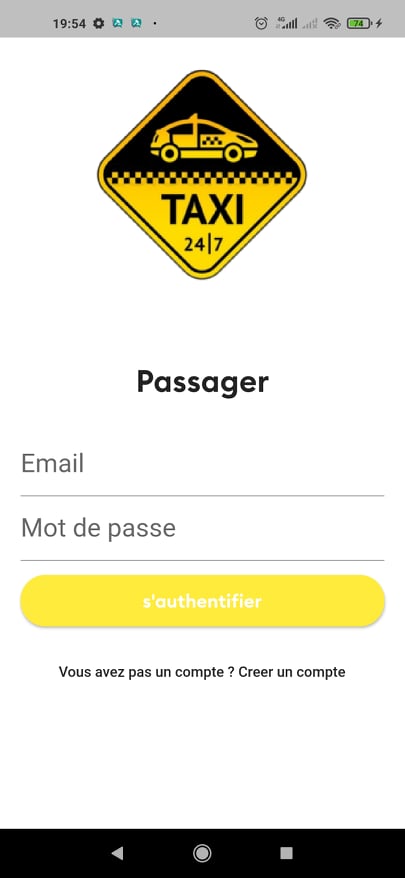 19:54
4G
74
TAXI
24|7
Passager
Email
Mot de passe
s'authentifier
Vous avez pas un compte ? Creer un compte